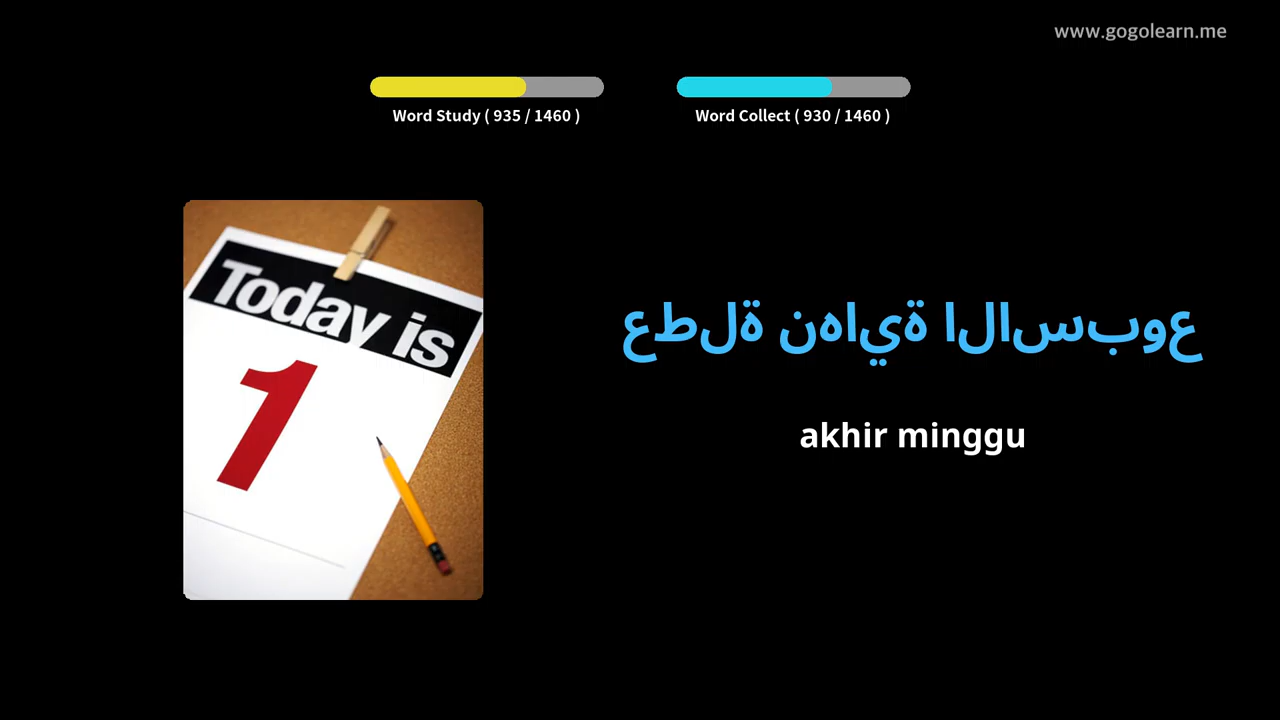 www.gogolearn.me
Word Study ( 935 / 1460 )
Word Collect ( 930 / 1460 )
Today is
1
عطلة نهاية الاسبوع
akhir minggu